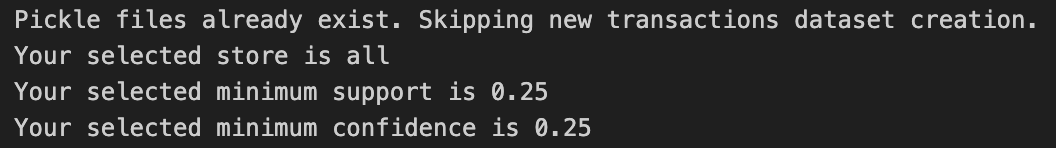 Pickle files already exist. Skipping new transactions dataset creation.
Your selected store is all
Your selected minimum support is 0.25
Your selected minimum confidence is 0.25